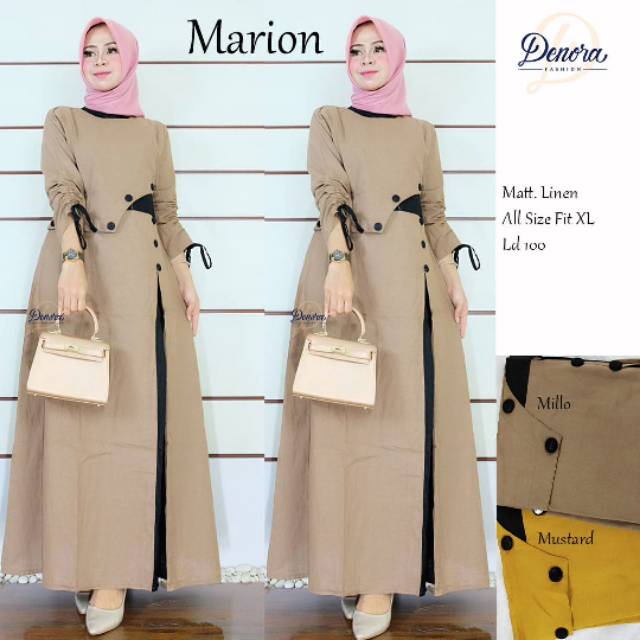 Marion
Denora
FASHION
Matt. Linen
All Size Fit XL
Ld 100
Denora
Denora
Millo
Mustard